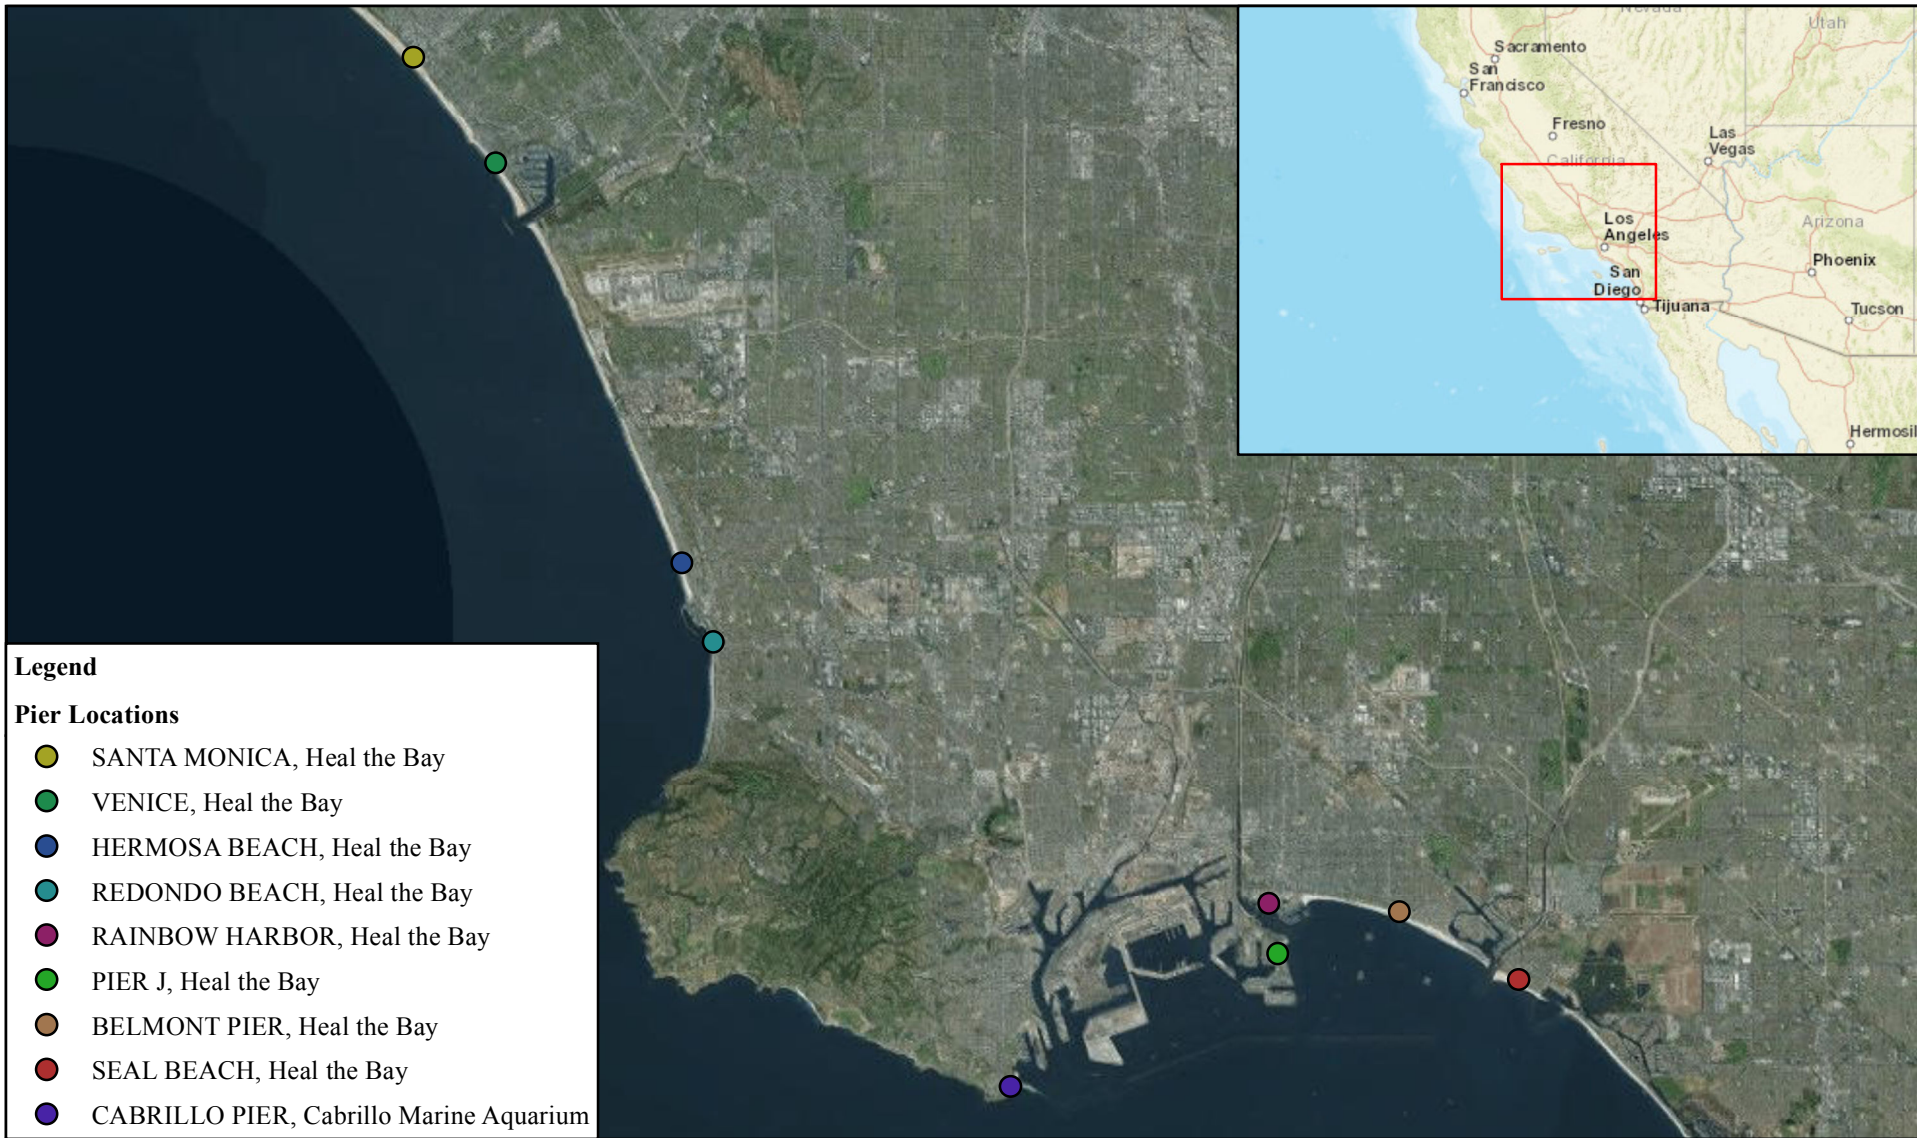 Nevada
Utah
Sacramento
San
Francisco
Fresno
Las
Vegas
California
Los
Angeles
Arizona
San
Diego
Phoenix
Tijuana
Tucson
Hermosil
Legend
Pier Locations
SANTA MONICA, Heal the Bay
VENICE, Heal the Bay
HERMOSA BEACH, Heal the Bay
REDONDO BEACH, Heal the Bay
RAINBOW HARBOR, Heal the Bay
PIER J, Heal the Bay
BELMONT PIER, Heal the Bay
SEAL BEACH, Heal the Bay
CABRILLO PIER, Cabrillo Marine Aquarium